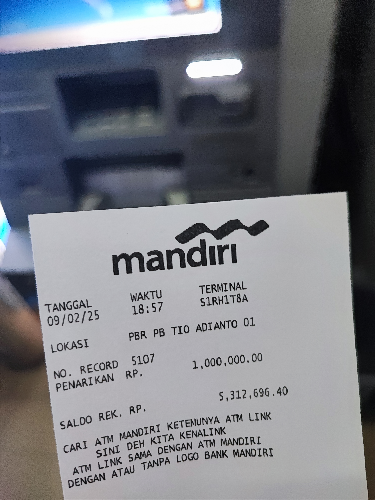 mandiri
TANGGAL WAKTU TERMINAL
09/02/25 18:57 S1RH1T8A
LOKASI PBR PB TIO ADIANTO 01
NO. RECORD 5107
PENARIKAN RP. 1,000,000.00
SALDO REK. RP. 5,312,696.40
CARI ATM MANDIRI KETEMUNYA ATM LINK
SINI DEH KITA KENALINK
ATM LINK SAMA DENGAN ATM MANDIRI
DENGAN ATAU TANPA LOGO BANK MANDIRI